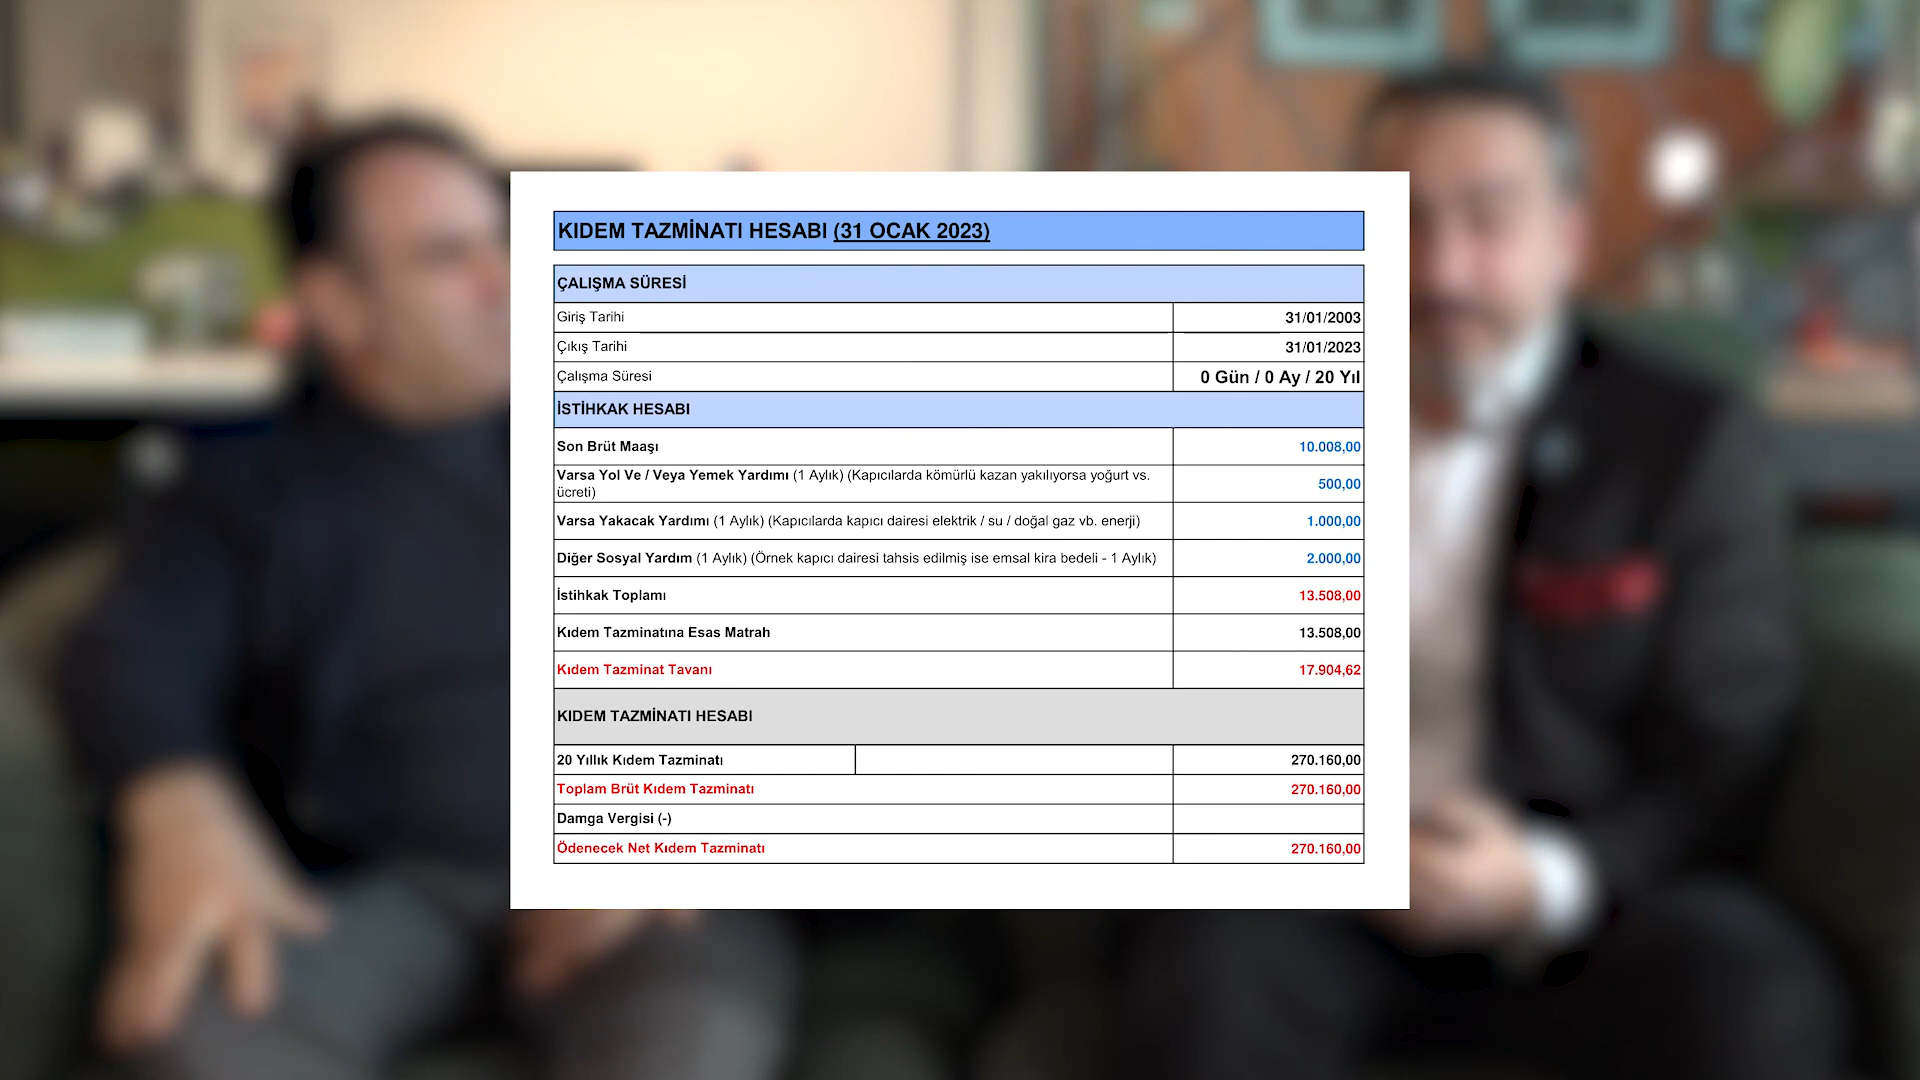 KIDEM TAZMİNATI HESABI (31 OCAK 2023)
ÇALIŞMA SÜRESİ
Giriş Tarihi 31/01/2003
Çıkış Tarihi 31/01/2023
Çalışma Süresi 0 Gün / 0 Ay / 20 Yıl
İSTİHKAK HESABI
Son Brüt Maaşı 10.008,00
Varsa Yol Ve / Veya Yemek Yardımı (1 Aylık) (Kapıcılarda kömürlü kazan yakılıyorsa yoğurt vs.
ücreti) 500,00
Varsa Yakacak Yardımı (1 Aylık) (Kapıcılarda kapıcı dairesi elektrik / su / doğal gaz vb. enerji) 1.000,00
Diğer Sosyal Yardım (1 Aylık) (Örnek kapıcı dairesi tahsis edilmiş ise emsal kira bedeli - 1 Aylık) 2.000,00
İstihkak Toplamı 13.508,00
Kıdem Tazminatına Esas Matrah 13.508,00
Kıdem Tazminat Tavanı 17.904,62
KIDEM TAZMİNATI HESABI
20 Yıllık Kıdem Tazminatı 270.160,00
Toplam Brüt Kıdem Tazminatı 270.160,00
Damga Vergisi (-)
Ödenecek Net Kıdem Tazminatı 270.160,00